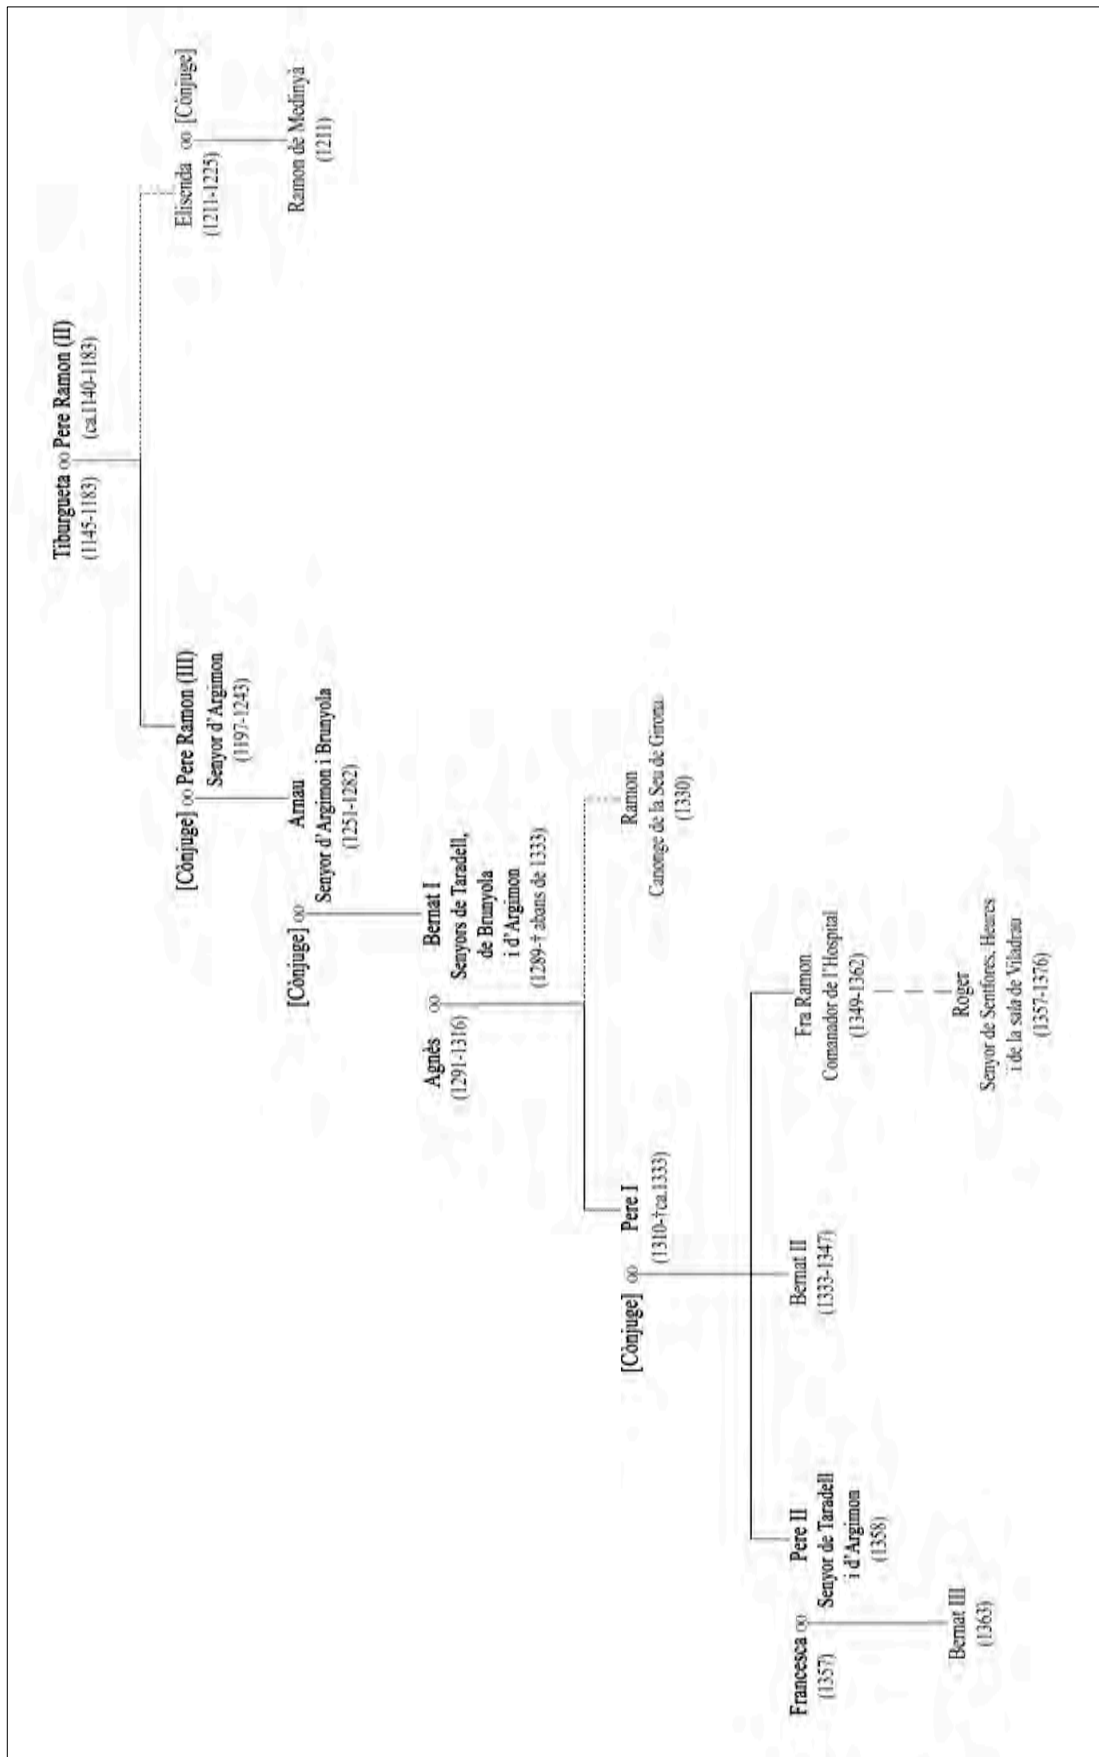 Tiburgueta ∞ Pere Ramon (II)
(1145-1183) (ca.1140-1183)
[Cònjuge] ∞ Pere Ramon (III)
Senyor d'Argimon
(1197-1243)
Elisenda ∞ [Cònjuge]
(1211-1225)
Arnau
[Cònjuge] ∞
Senyor d'Argimon i Brunyola
(1251-1282)
Ramon de Medinyà
(1211)
Agnès ∞ Bernat I
(1291-1316)
Senyors de Taradell,
de Brunyola
i d'Argimon
(1289-† abans de 1333)
[Cònjuge] ∞ Pere I
(1310-†ca.1333)
Ramon
Canonge de la Seu de Girona
(1330)
Francesca ∞ Pere II
(1357)
Senyor de Taradell
i d'Argimon
(1358)
Bernat II
(1333-1347)
Fra Ramon
Comanador de l'Hospital
(1349-1362)
Bernat III
(1363)
Roger
Senyor de Sentfores, Heures
i de la sala de Viladrau
(1357-1376)